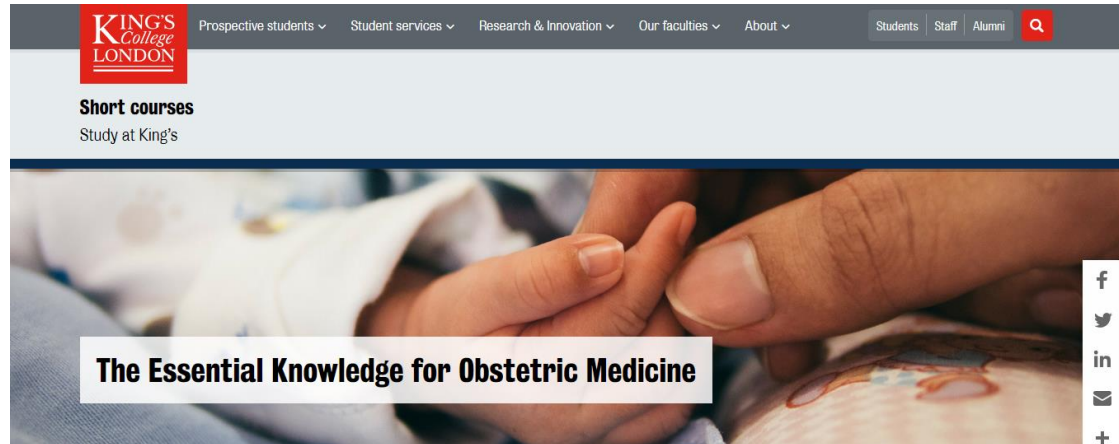 KING'S
College
LONDON
Prospective students Student services Research & Innovation Our faculties About
Students Staff Alumni
Short courses
Study at King's
The Essential Knowledge for Obstetric Medicine